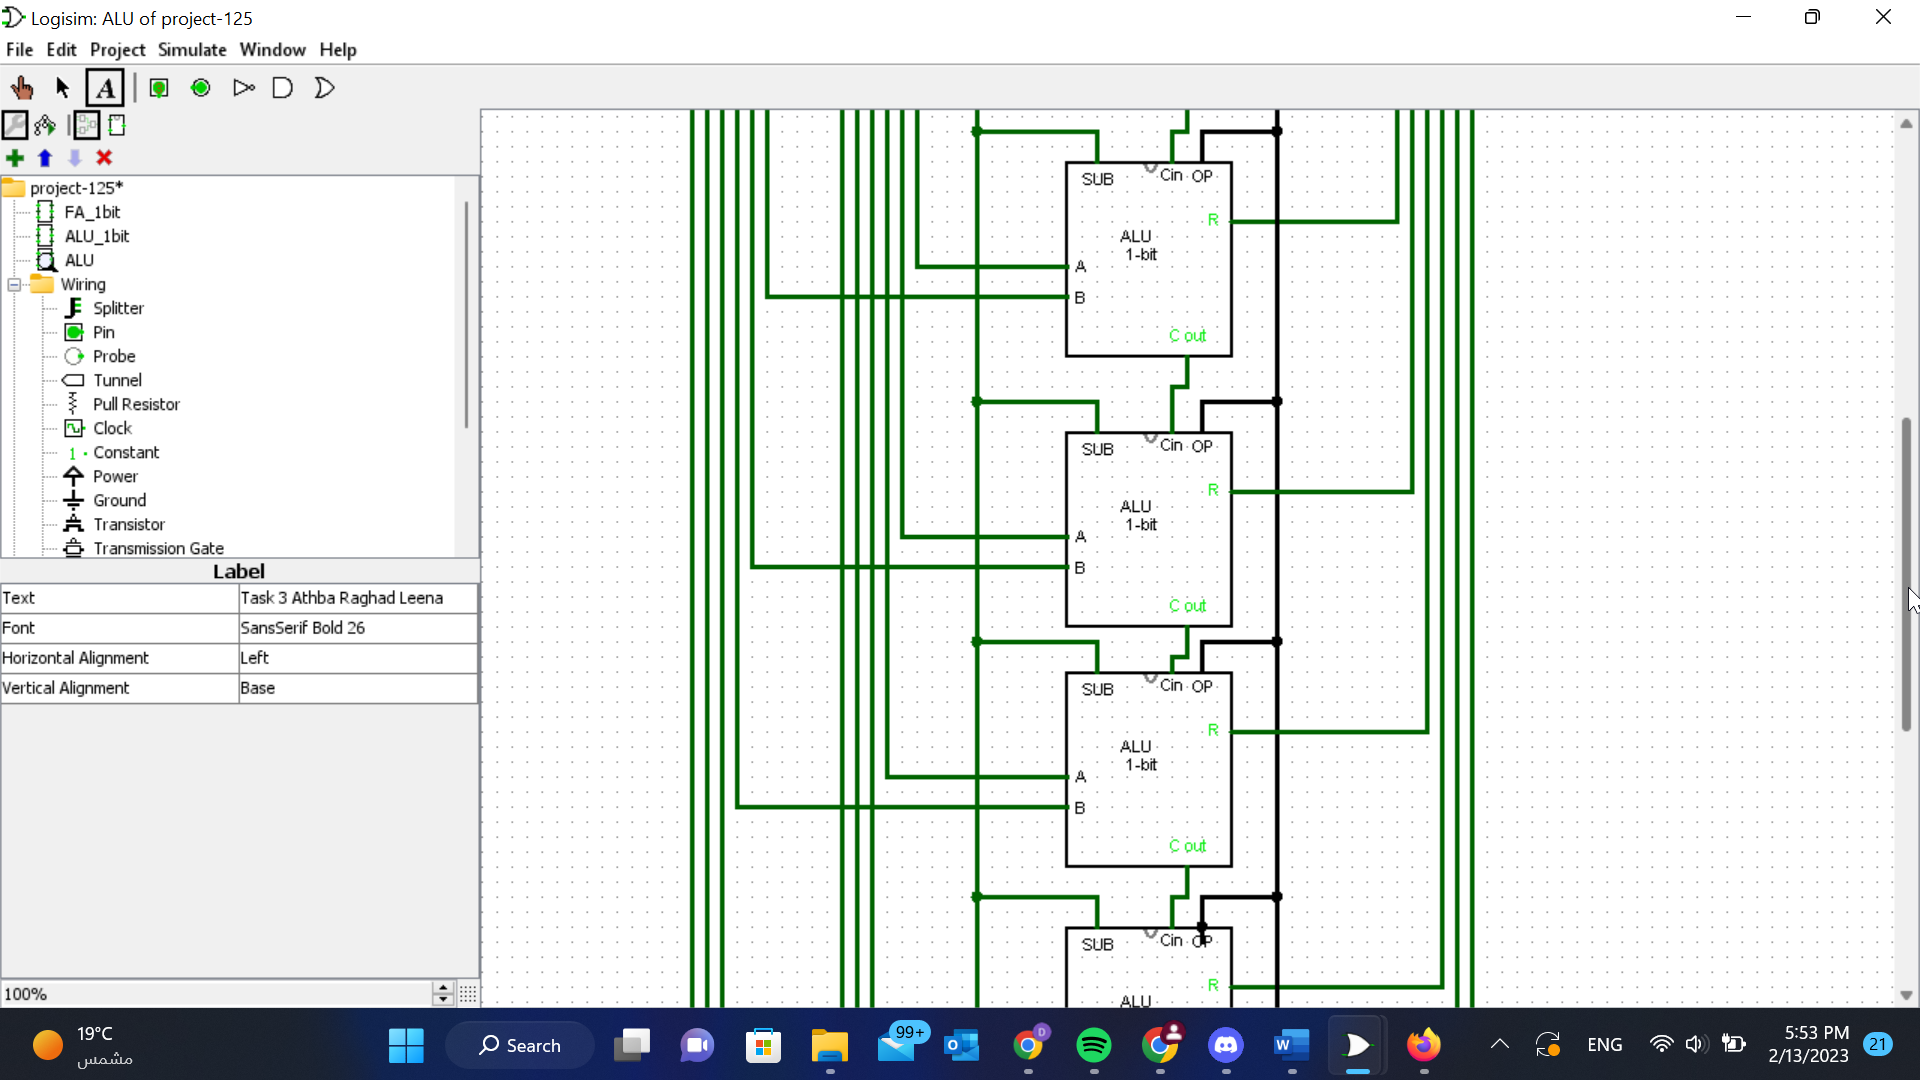 Logisim: ALU of project-125
File Edit Project Simulate Window Help
A
project-125*
FA_1bit
ALU_1bit
ALU
Wiring
Splitter
Pin
Probe
Tunnel
Pull Resistor
Clock
1 Constant
Power
Ground
Transistor
Transmission Gate
Label
Text Task 3 Athba Raghad Leena
Font SansSerif Bold 26
Horizontal Alignment Left
Vertical Alignment Base
100%
SUB Cin OP
R
ALU
1-bit
A
B
C out
SUB Cin OP
R
ALU
1-bit
A
B
C out
SUB Cin OP
R
ALU
1-bit
A
B
C out
SUB Cin OP
R
ALU
19°C
مشمس
Search
99+
D
W
ENG
5:53 PM
2/13/2023
21